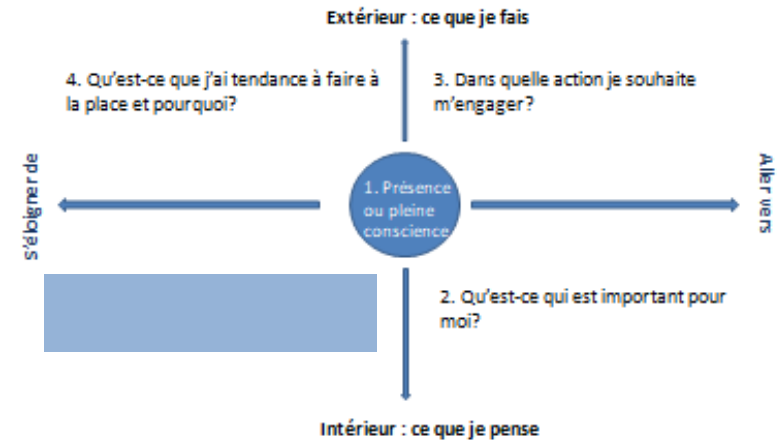 Extérieur : ce que je fais
4. Qu'est-ce que j'ai tendance à faire à
la place et pourquoi?
3. Dans quelle action je souhaite
m'engager?
s'éloigner de
1. Présence
ou pleine
conscience
Aller vers
2. Qu'est-ce qui est important pour
moi?
Intérieur : ce que je pense